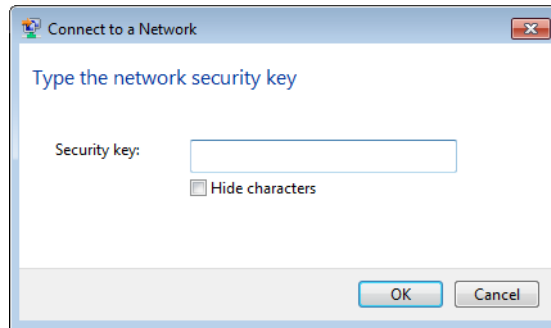 Connect to a Network
Type the network security key
Security key:
Hide characters
OK Cancel